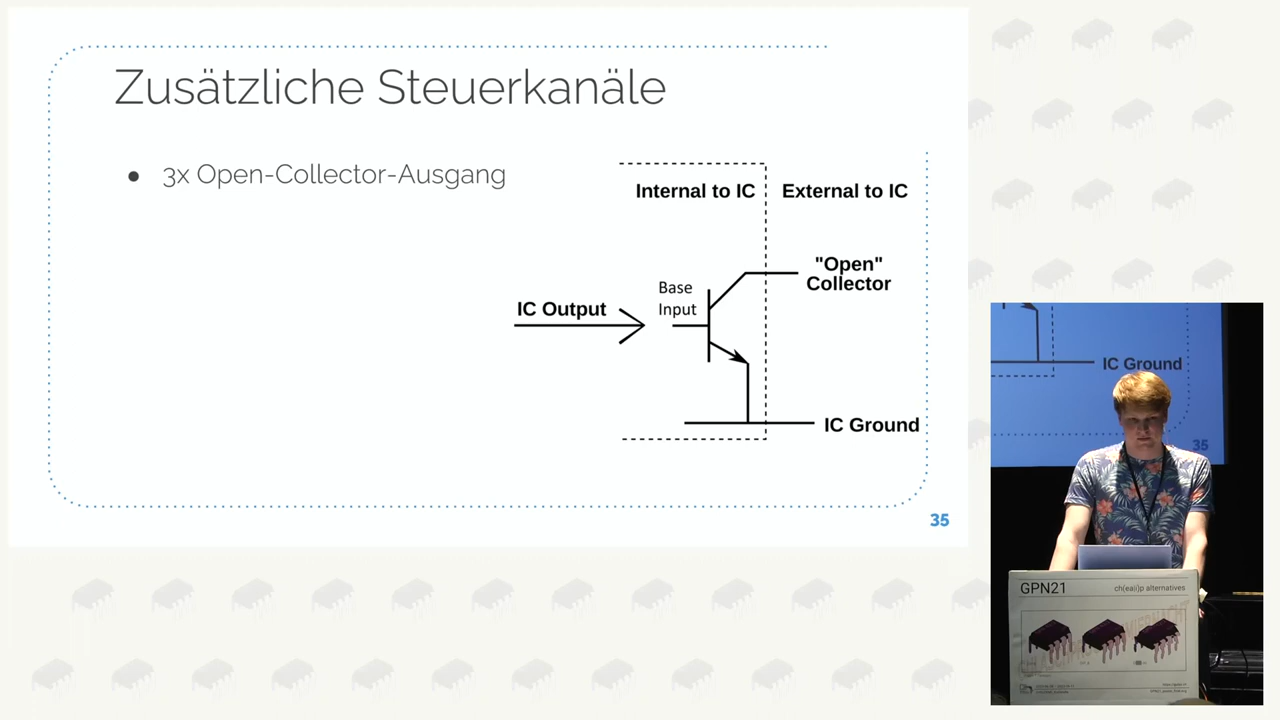 Zusätzliche Steuerkanäle
● 3x Open-Collector-Ausgang
Internal to IC
External to IC
"Open"
Collector
Base
Input
IC Output
IC Ground
35
IC Ground
35
GPN21
ch(ea)i)p alternatives